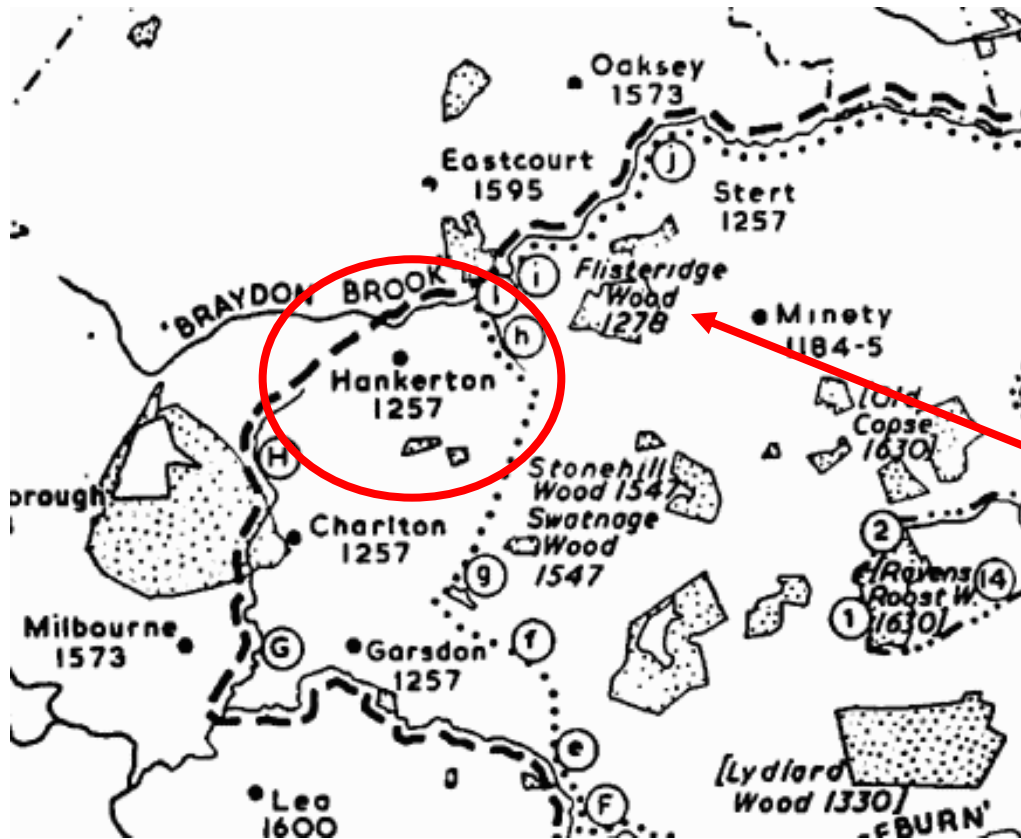 Oaksey
1573
Eastcourt
1595
j
Stert
1257
'BRAYDON BROOK'
I
i
Flisteridge
Wood
1278
h
Minety
1184-5
Hankerton
1257
[Old
Copse
1630]
H
Stonehill
Wood 1547
Swatnage
Wood
1547
orough
Charlton
1257
2
g
[Ravens
Roost W.
1630]
14
1
Milbourne
1573
G
Garsdon
1257
f
e
[Lydiard
Wood 1330]
F
Lea
1600
EBURN'